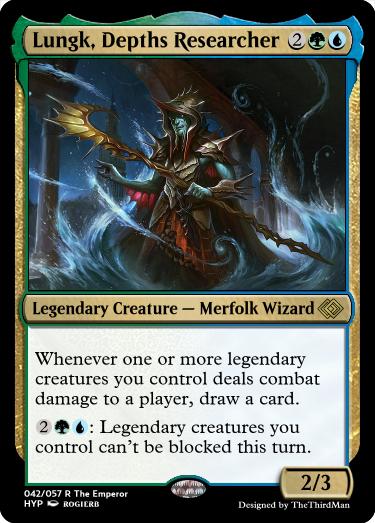 Lungk, Depths Researcher 2
Legendary Creature — Merfolk Wizard
Whenever one or more legendary
creatures you control deals combat
damage to a player, draw a card.
2: Legendary creatures you
control can't be blocked this turn.
2/3
042/057 R The Emperor
HYP ROGIERB
Designed by TheThirdMan